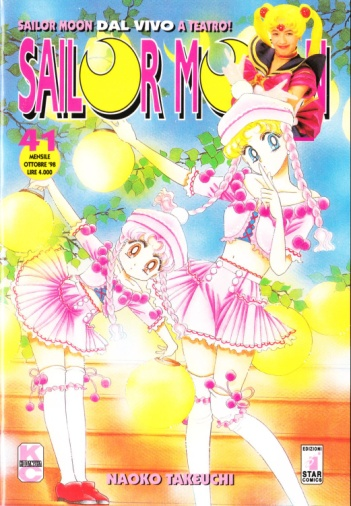 SAILOR MOON DAL VIVO A TEATRO!
SAILOR MOON
41
MENSILE
OTTOBRE '98
LIRE 4.000
NAOKO TAKEUCHI
KC
EDIZIONI
STAR
COMICS